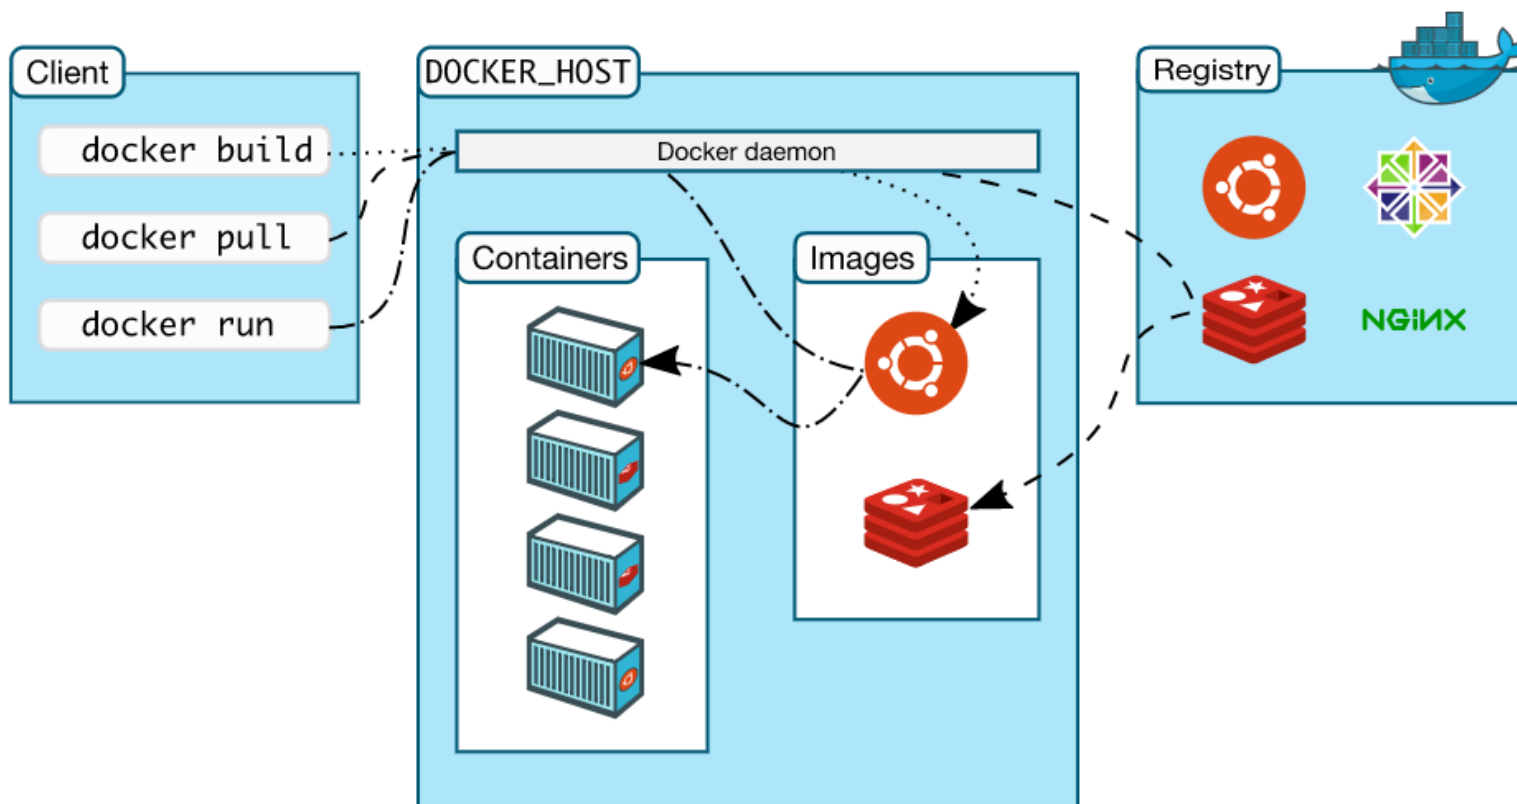 Client
docker build
docker pull
docker run
DOCKER_HOST
Docker daemon
Containers
Images
Registry
NGiNX